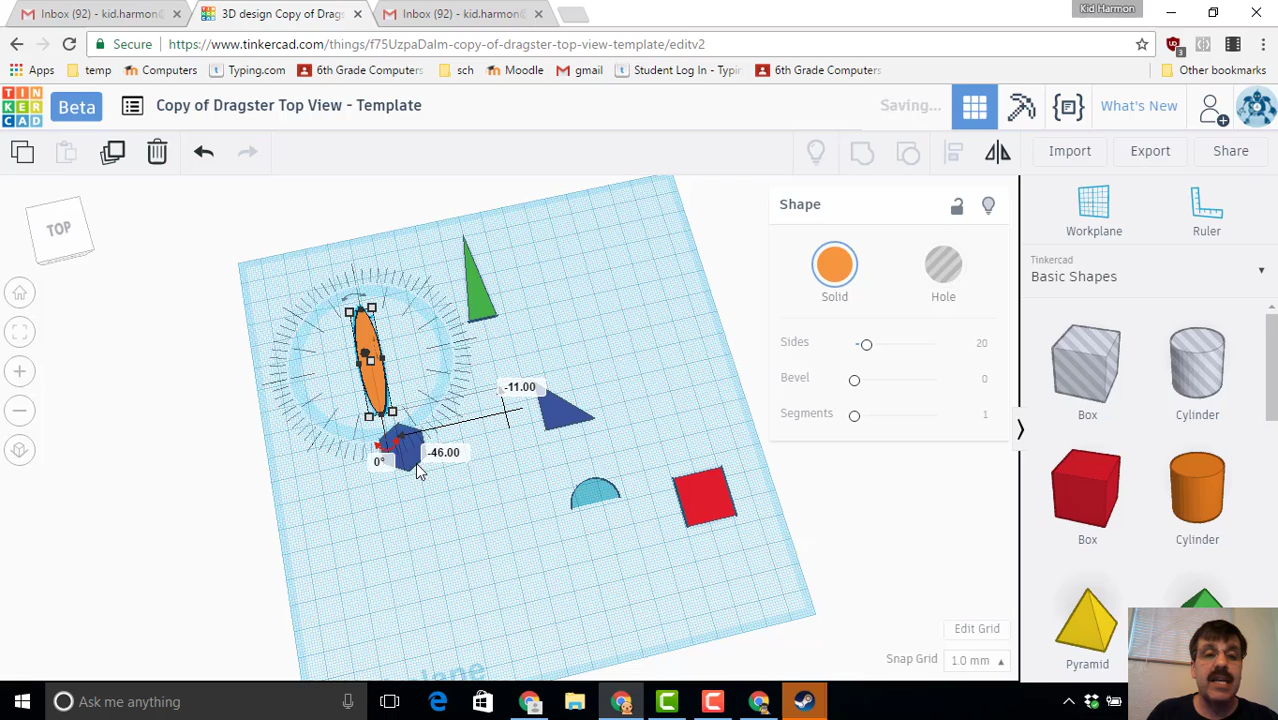 Inbox (92) - kid.harmon@
3D design Copy of Drags
Inbox (92) - kid.harmon@
Kid Harmon
Secure
https://www.tinkercad.com/things/f75UzpaDaIm-copy-of-dragster-top-view-template/editv2
3
Apps
temp
Computers
Typing.com
6th Grade Computers
sch
Moodle
gmail
Student Log In - Typin
6th Grade Computers
Other bookmarks
TIN
KER
CAD
Beta
Copy of Dragster Top View - Template
Saving...
What's New
Import
Export
Share
TOP
Shape
Solid
Hole
Sides
20
Bevel
0
Segments
1
-11.00
-46.00
0°
Workplane
Ruler
Tinkercad
Basic Shapes
Box
Cylinder
Box
Cylinder
Pyramid
Edit Grid
Snap Grid
1.0 mm
Ask me anything